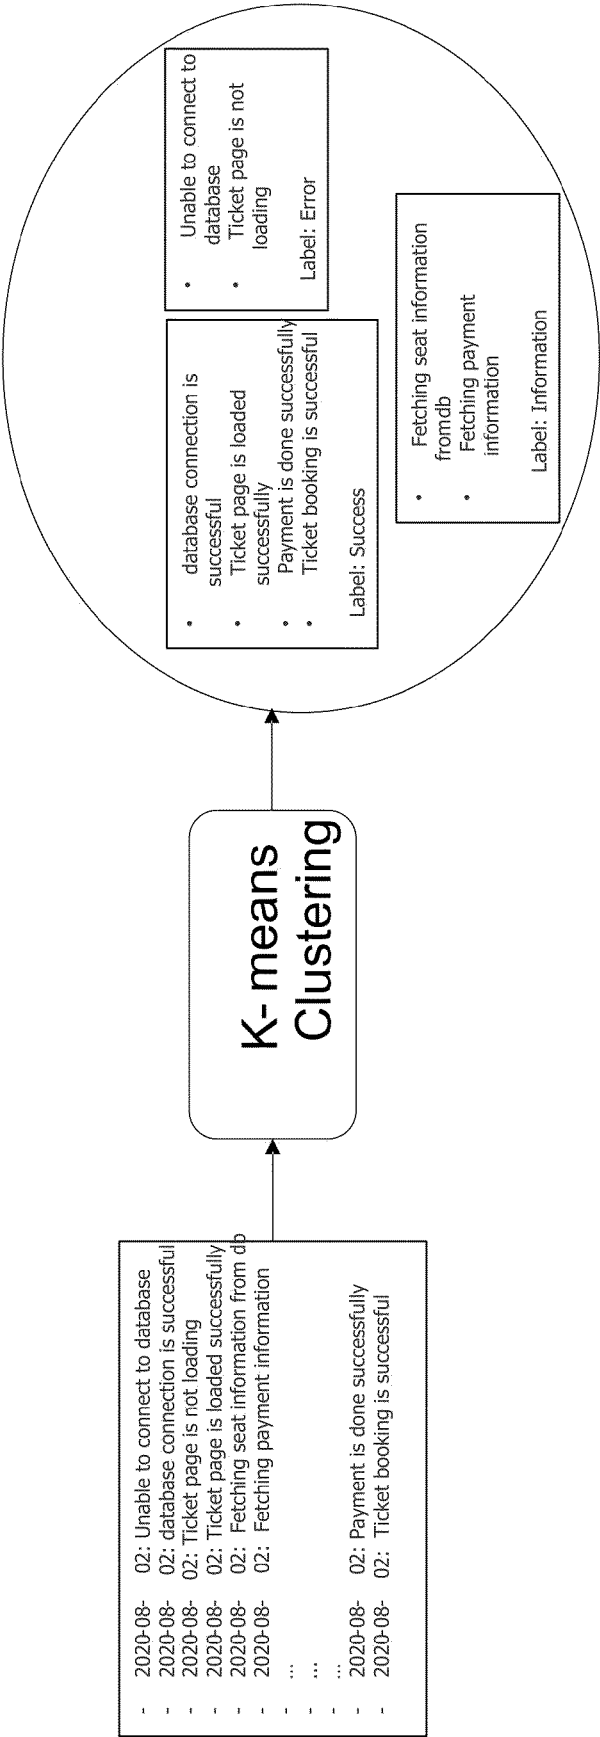 - 2020-08- 02: Unable to connect to database
- 2020-08- 02: database connection is successful
- 2020-08- 02: Ticket page is not loading
- 2020-08- 02: Ticket page is loaded successfully
- 2020-08- 02: Fetching seat information from do
- 2020-08- 02: Fetching payment information
- ...
- ...
- ...
- 2020-08- 02: Payment is done successfully
- 2020-08- 02: Ticket booking is successful
K- means
Clustering
• database connection is
successful
• Ticket page is loaded
successfully
• Payment is done successfully
• Ticket booking is successful
Label: Success
• Unable to connect to
database
• Ticket page is not
loading
Label: Error
• Fetching seat information
fromdb
• Fetching payment
information
Label: Information